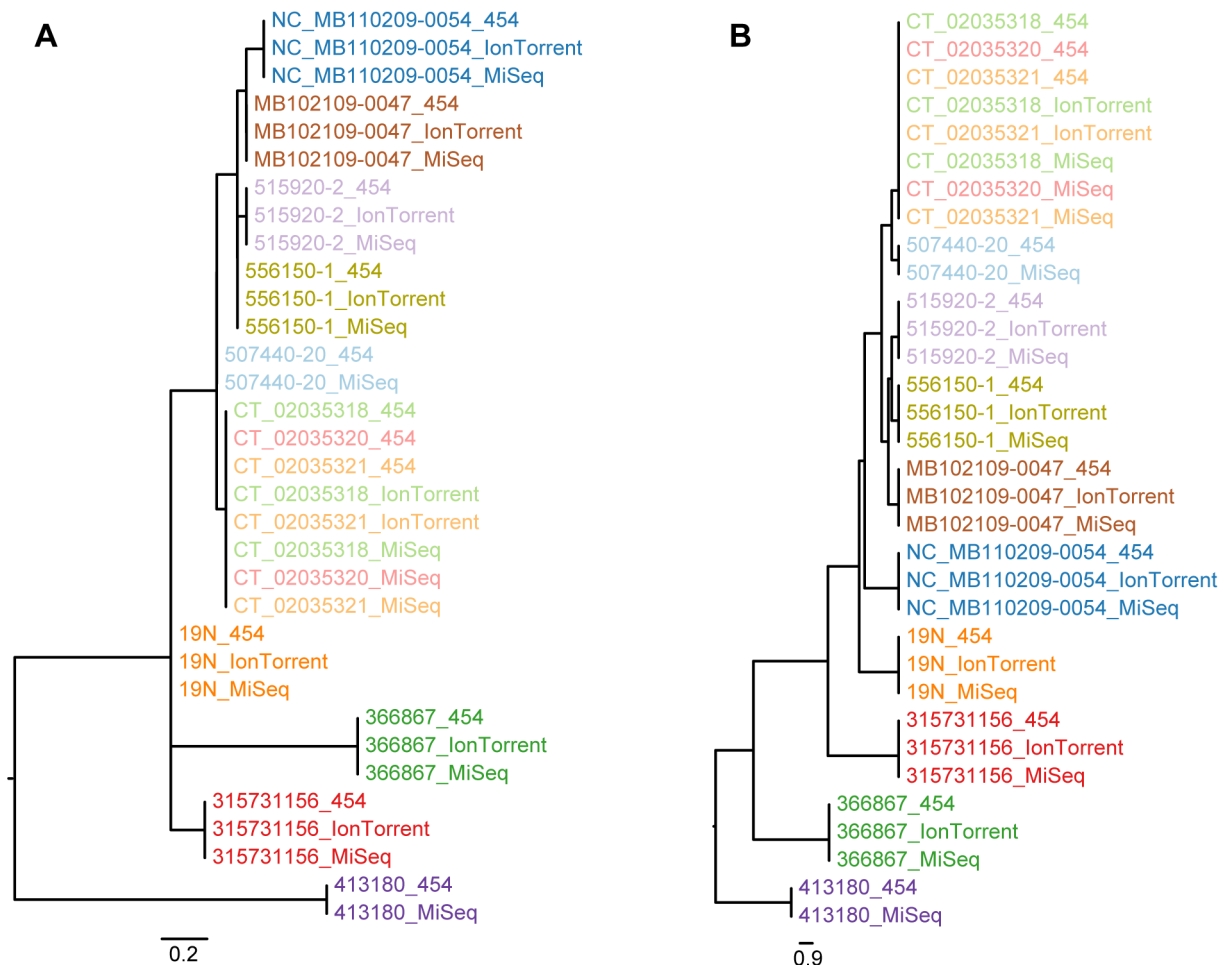 A
NC_MB110209-0054_454
NC_MB110209-0054_IonTorrent
NC_MB110209-0054_MiSeq
MB102109-0047_454
MB102109-0047_IonTorrent
MB102109-0047_MiSeq
515920-2_454
515920-2_IonTorrent
515920-2_MiSeq
556150-1_454
556150-1_IonTorrent
556150-1_MiSeq
507440-20_454
507440-20_MiSeq
CT_02035318_454
CT_02035320_454
CT_02035321_454
CT_02035318_IonTorrent
CT_02035321_IonTorrent
CT_02035318_MiSeq
CT_02035320_MiSeq
CT_02035321_MiSeq
19N_454
19N_IonTorrent
19N_MiSeq
366867_454
366867_IonTorrent
366867_MiSeq
315731156_454
315731156_IonTorrent
315731156_MiSeq
413180_454
413180_MiSeq
0.2
B
CT_02035318_454
CT_02035320_454
CT_02035321_454
CT_02035318_IonTorrent
CT_02035321_IonTorrent
CT_02035318_MiSeq
CT_02035320_MiSeq
CT_02035321_MiSeq
507440-20_454
507440-20_MiSeq
515920-2_454
515920-2_IonTorrent
515920-2_MiSeq
556150-1_454
556150-1_IonTorrent
556150-1_MiSeq
MB102109-0047_454
MB102109-0047_IonTorrent
MB102109-0047_MiSeq
NC_MB110209-0054_454
NC_MB110209-0054_IonTorrent
NC_MB110209-0054_MiSeq
19N_454
19N_IonTorrent
19N_MiSeq
315731156_454
315731156_IonTorrent
315731156_MiSeq
366867_454
366867_IonTorrent
366867_MiSeq
413180_454
413180_MiSeq
0.9